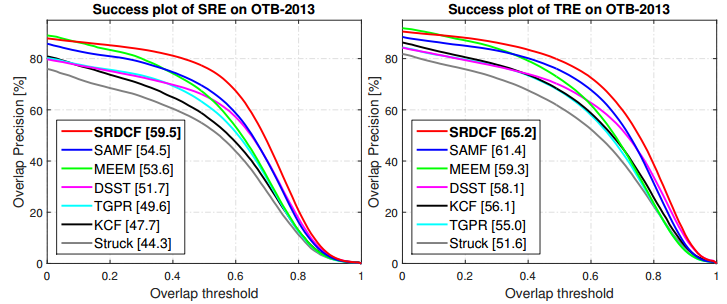 Success plot of SRE on OTB-2013
Overlap Precision [%]
80
60
40
20
0
SRDCF [59.5]
SAMF [54.5]
MEEM [53.6]
DSST [51.7]
TGPR [49.6]
KCF [47.7]
Struck [44.3]
0 0.2 0.4 0.6 0.8 1
Overlap threshold
Success plot of TRE on OTB-2013
Overlap Precision [%]
80
60
40
20
0
SRDCF [65.2]
SAMF [61.4]
MEEM [59.3]
DSST [58.1]
KCF [56.1]
TGPR [55.0]
Struck [51.6]
0 0.2 0.4 0.6 0.8 1
Overlap threshold